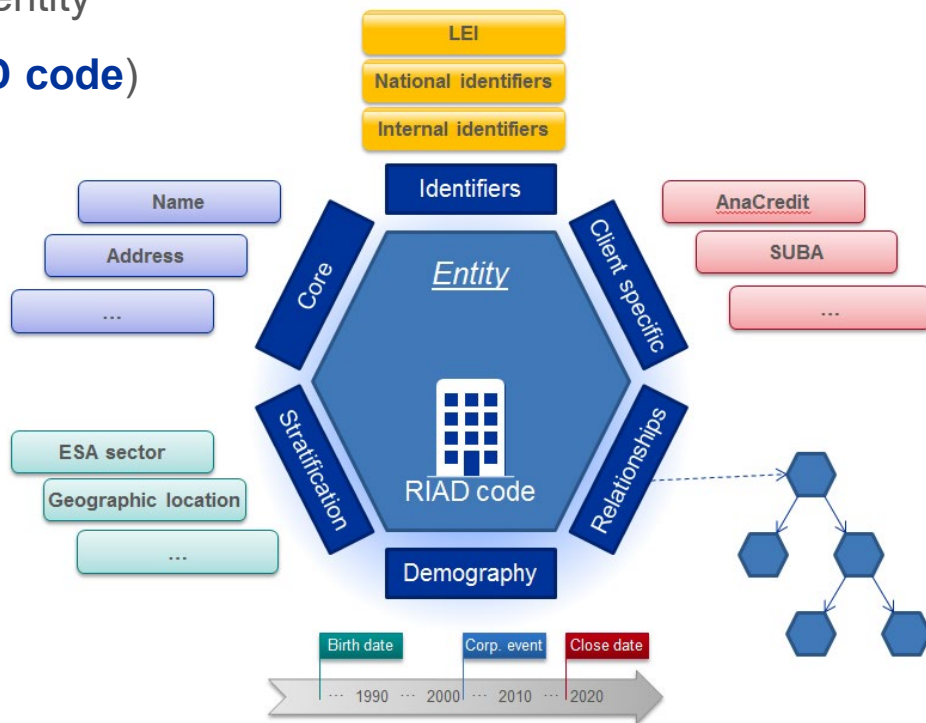 entity
D code)
LEI
National identifiers
Internal identifiers
Identifiers
Name
Address
...
Core
AnaCredit
SUBA
...
Client specific
Entity
RIAD code
ESA sector
Geographic location
...
Stratification
Relationships
Demography
Birth date
Corp. event
Close date
... 1990 ... 2000 ... 2010 ... 2020